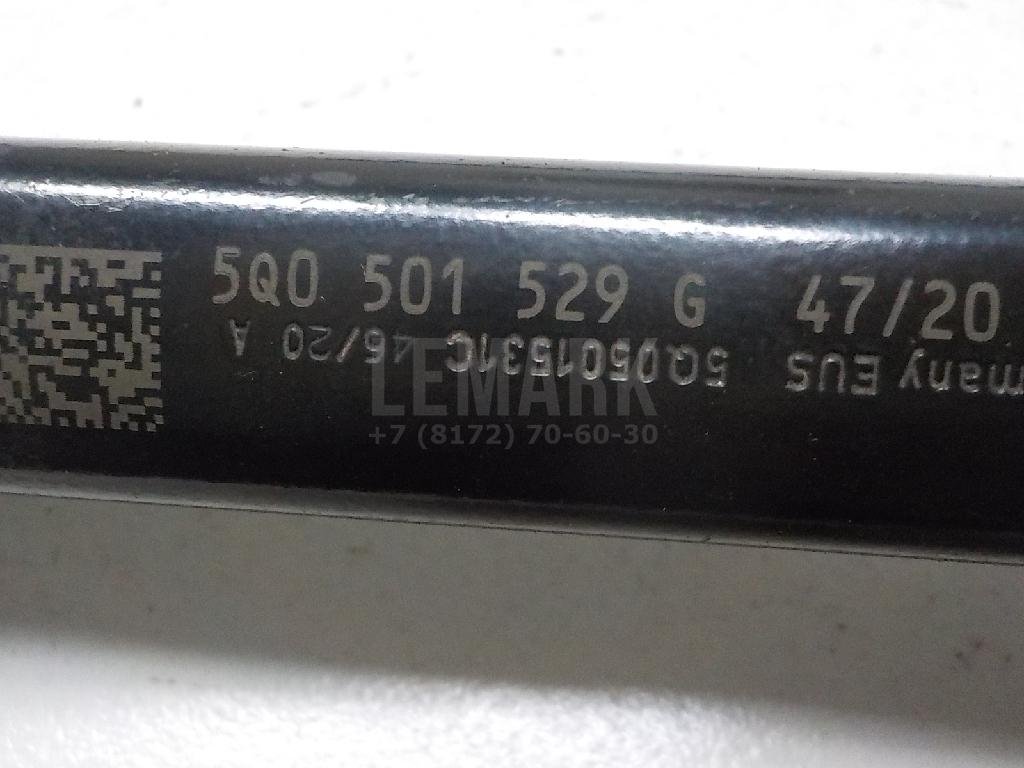 5Q0 501 529 G 47/20
many EUS 5Q0501531C 46/20 A
LEMARK
+7 (8172) 70-60-30